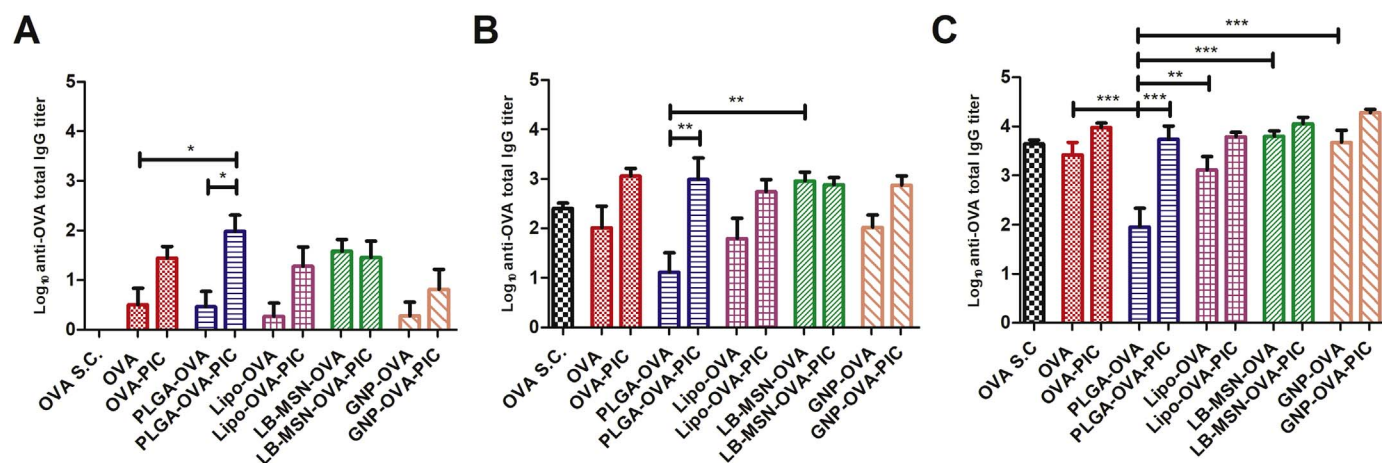 A
Log10 anti-OVA total IgG titer
5
4
3
2
1
0
*
*
OVA S.C.
OVA
OVA-PIC
PLGA-OVA
PLGA-OVA-PIC
Lipo-OVA
Lipo-OVA-PIC
LB-MSN-OVA
LB-MSN-OVA-PIC
GNP-OVA
GNP-OVA-PIC
B
Log10 anti-OVA total IgG titer
5
4
3
2
1
0
**
**
OVA S.C.
OVA
OVA-PIC
PLGA-OVA
PLGA-OVA-PIC
Lipo-OVA
Lipo-OVA-PIC
LB-MSN-OVA
LB-MSN-OVA-PIC
GNP-OVA
GNP-OVA-PIC
C
Log10 anti-OVA total IgG titer
5
4
3
2
1
0
***
***
**
***
***
OVA S.C
OVA
OVA-PIC
PLGA-OVA
PLGA-OVA-PIC
Lipo-OVA
Lipo-OVA-PIC
LB-MSN-OVA
LB-MSN-OVA-PIC
GNP-OVA
GNP-OVA-PIC